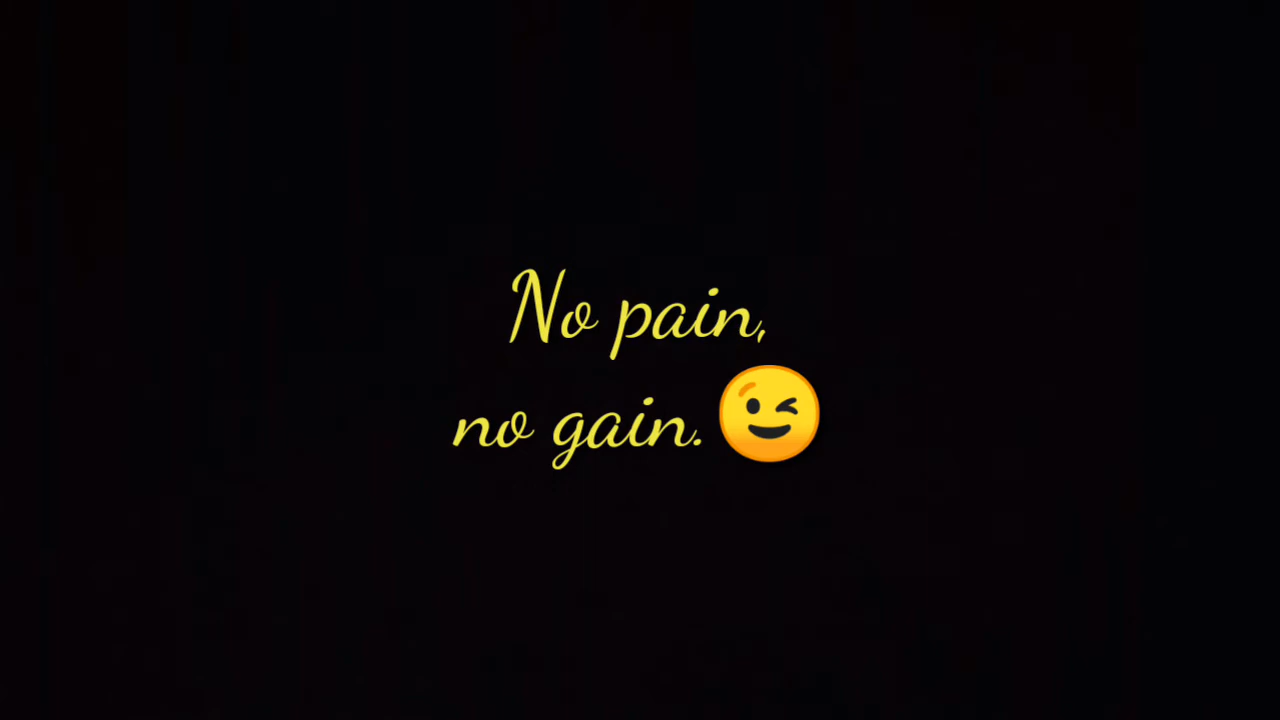 No pain,
no gain. 😉